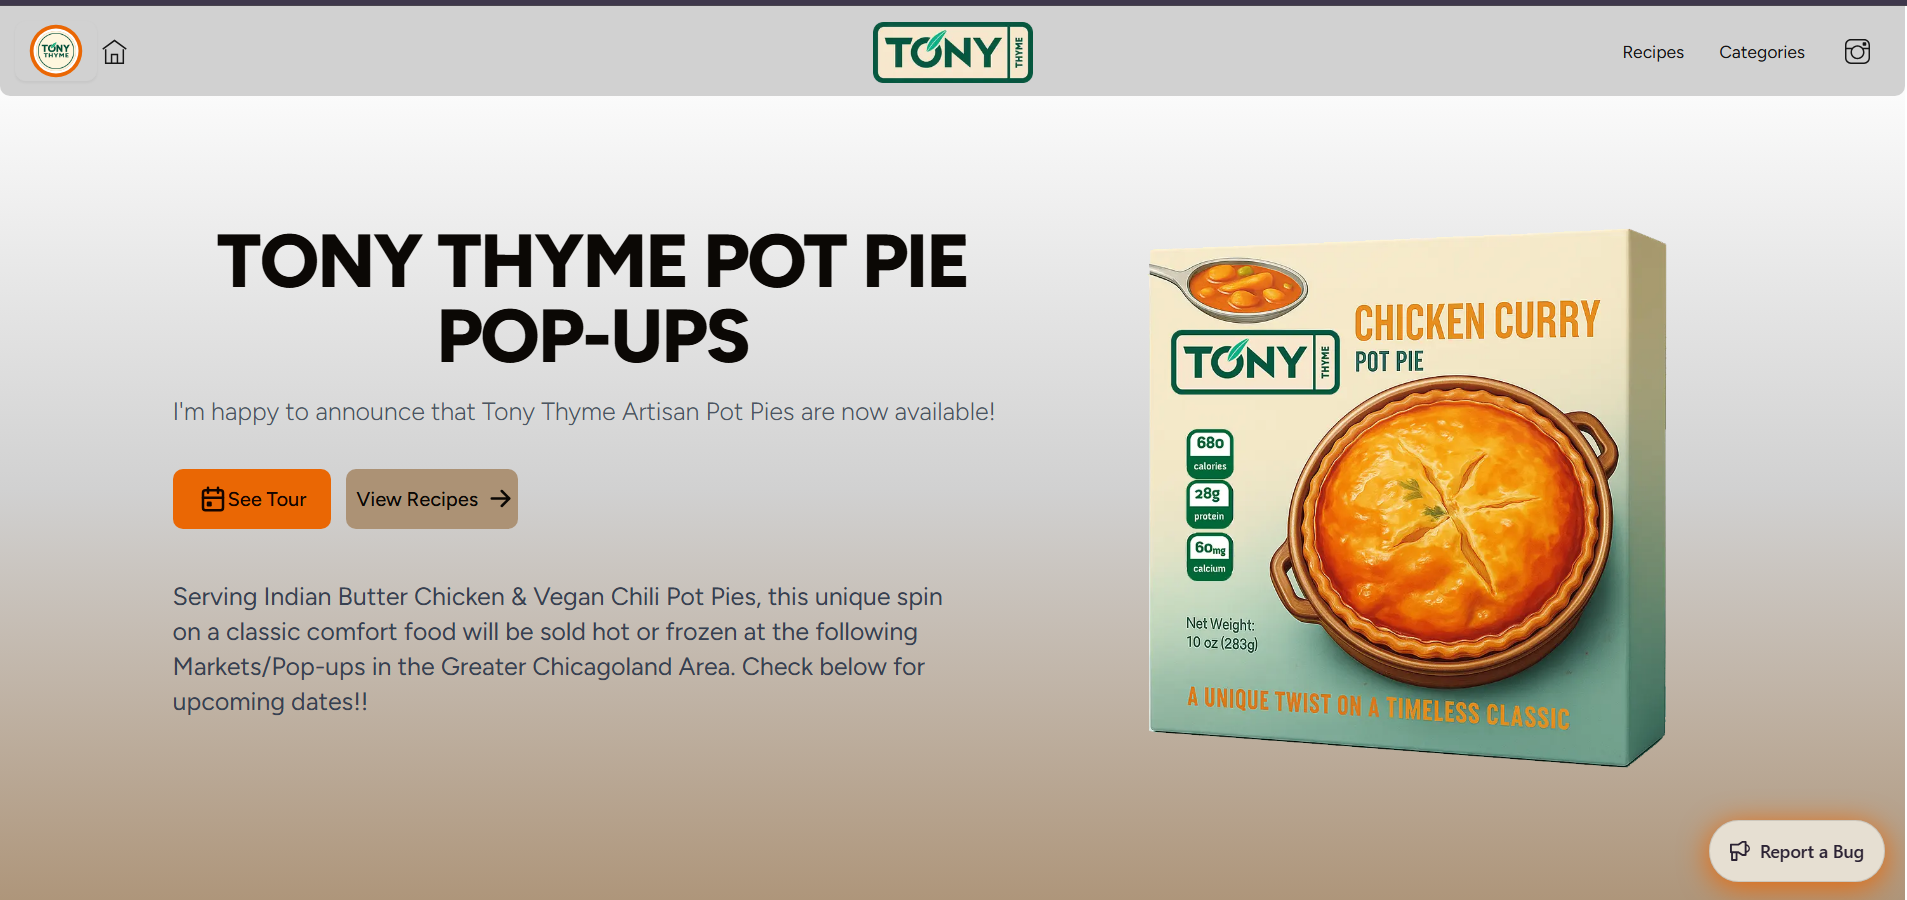 TONY
THYME
TONY THYME
Recipes
Categories
TONY THYME POT PIE
POP-UPS
I'm happy to announce that Tony Thyme Artisan Pot Pies are now available!
See Tour
View Recipes
Serving Indian Butter Chicken & Vegan Chili Pot Pies, this unique spin
on a classic comfort food will be sold hot or frozen at the following
Markets/Pop-ups in the Greater Chicagoland Area. Check below for
upcoming dates!!
CHICKEN CURRY
TONY THYME
POT PIE
680
calories
28g
protein
60mg
calcium
Net Weight:
10 oz (283g)
A UNIQUE TWIST ON A TIMELESS CLASSIC
Report a Bug